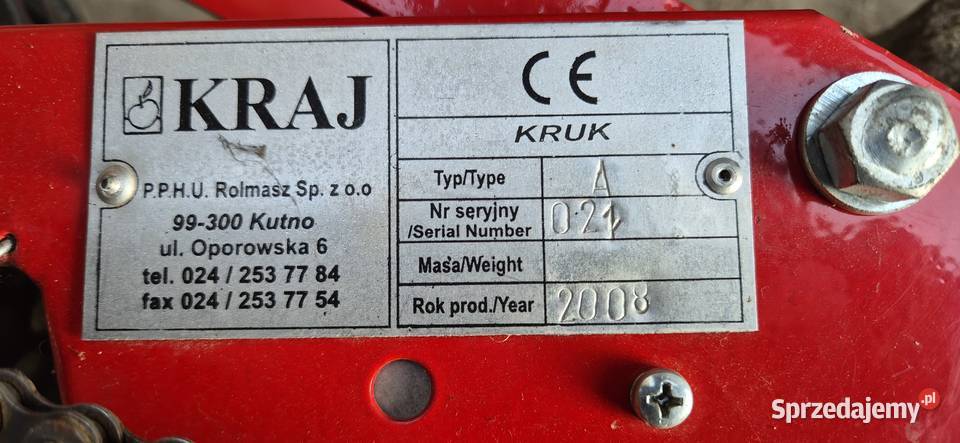 KRAJ
P.P.H.U. Rolmasz Sp. z o.o
99-300 Kutno
ul. Oporowska 6
tel. 024 / 253 77 84
fax 024 / 253 77 54
CE
KRUK
Typ/Type A
Nr seryjny
/Serial Number 021
Masa/Weight
Rok prod./Year 2008
Sprzedajemy.pl